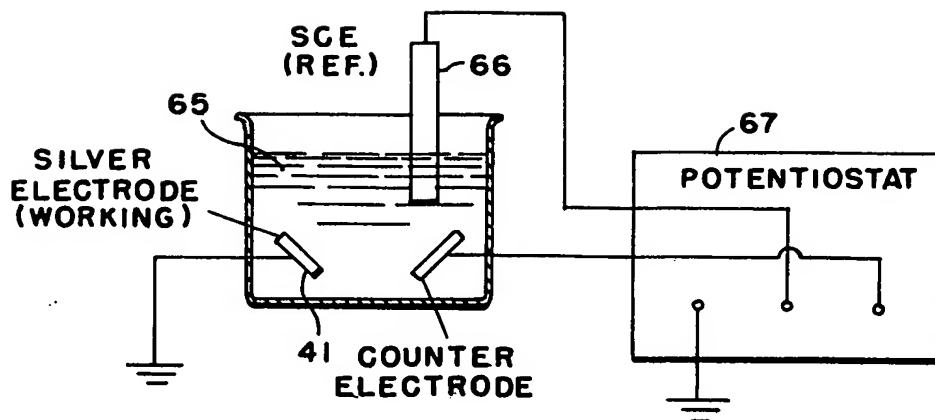 SCE
(REF.)
66
65
67
SILVER
ELECTRODE
(WORKING)
POTENTIOSTAT
41
COUNTER
ELECTRODE